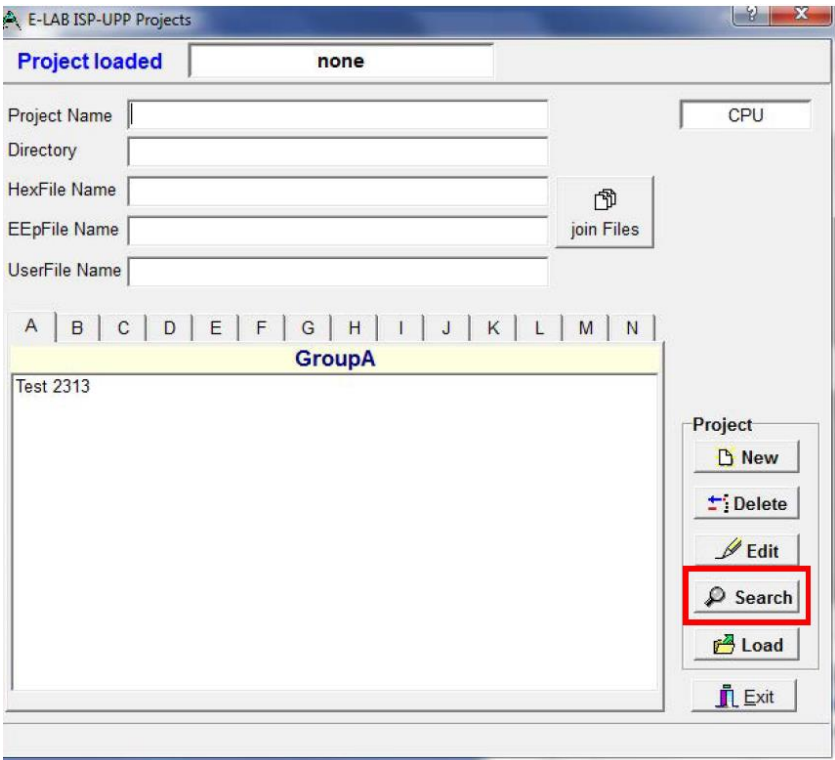 E-LAB ISP-UPP Projects
? X
Project loaded none
Project Name
CPU
Directory
HexFile Name
EEpFile Name
join Files
UserFile Name
A B C D E F G H I J K L M N
GroupA
Test 2313
Project
New
Delete
Edit
Search
Load
Exit